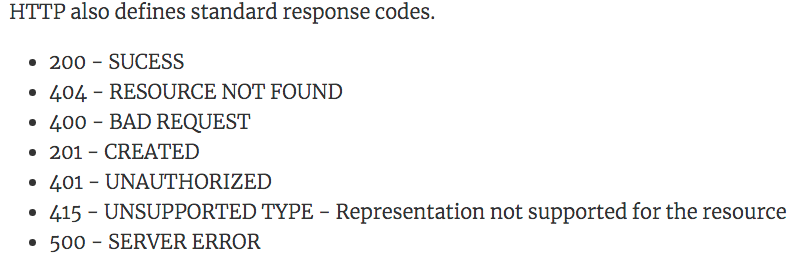 HTTP also defines standard response codes.
• 200 – SUCESS
• 404 – RESOURCE NOT FOUND
• 400 – BAD REQUEST
• 201 – CREATED
• 401 – UNAUTHORIZED
• 415 – UNSUPPORTED TYPE – Representation not supported for the resource
• 500 – SERVER ERROR